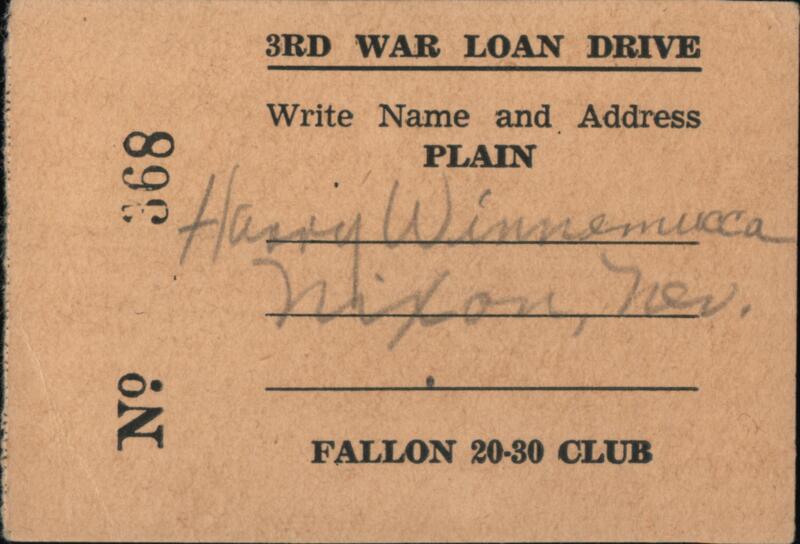 3RD WAR LOAN DRIVE
Write Name and Address
PLAIN
Harry Winnemucca
Nixon, Nev.
FALLON 20-30 CLUB
Nº 368